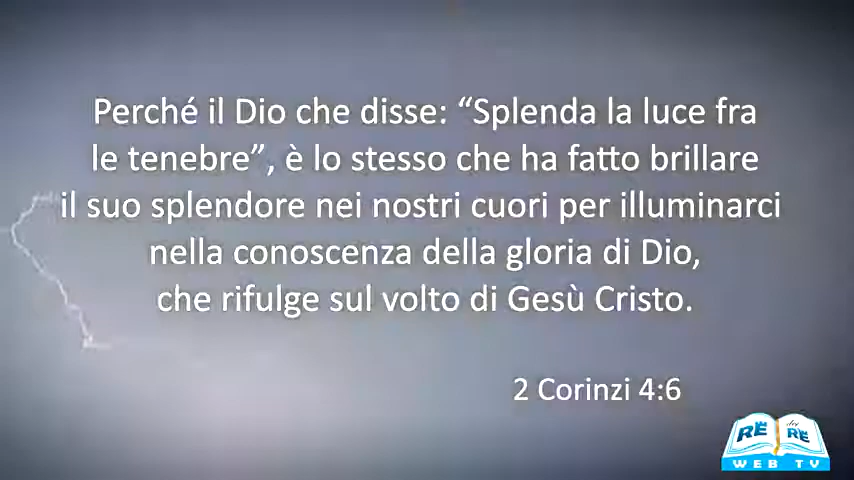 Perché il Dio che disse: “Splenda la luce fra
le tenebre”, è lo stesso che ha fatto brillare
il suo splendore nei nostri cuori per illuminarci
nella conoscenza della gloria di Dio,
che rifulge sul volto di Gesù Cristo.
2 Corinzi 4:6
RE dei RE
WEB TV